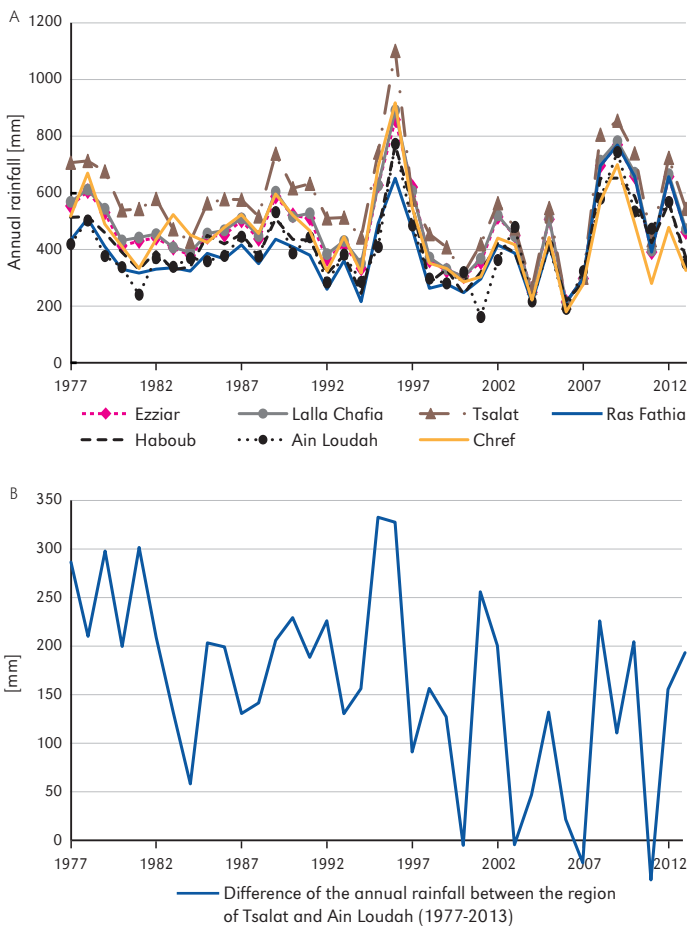 A
1200
1000
800
600
400
200
0
Annual rainfall [mm]
1977 1982 1987 1992 1997 2002 2007 2012
Ezziar Lalla Chafia Tsalat Ras Fathia
Haboub Ain Loudah Chref
B
350
300
250
200
150
100
50
0
[mm]
1977 1982 1987 1992 1997 2002 2007 2012
Difference of the annual rainfall between the region
of Tsalat and Ain Loudah (1977-2013)